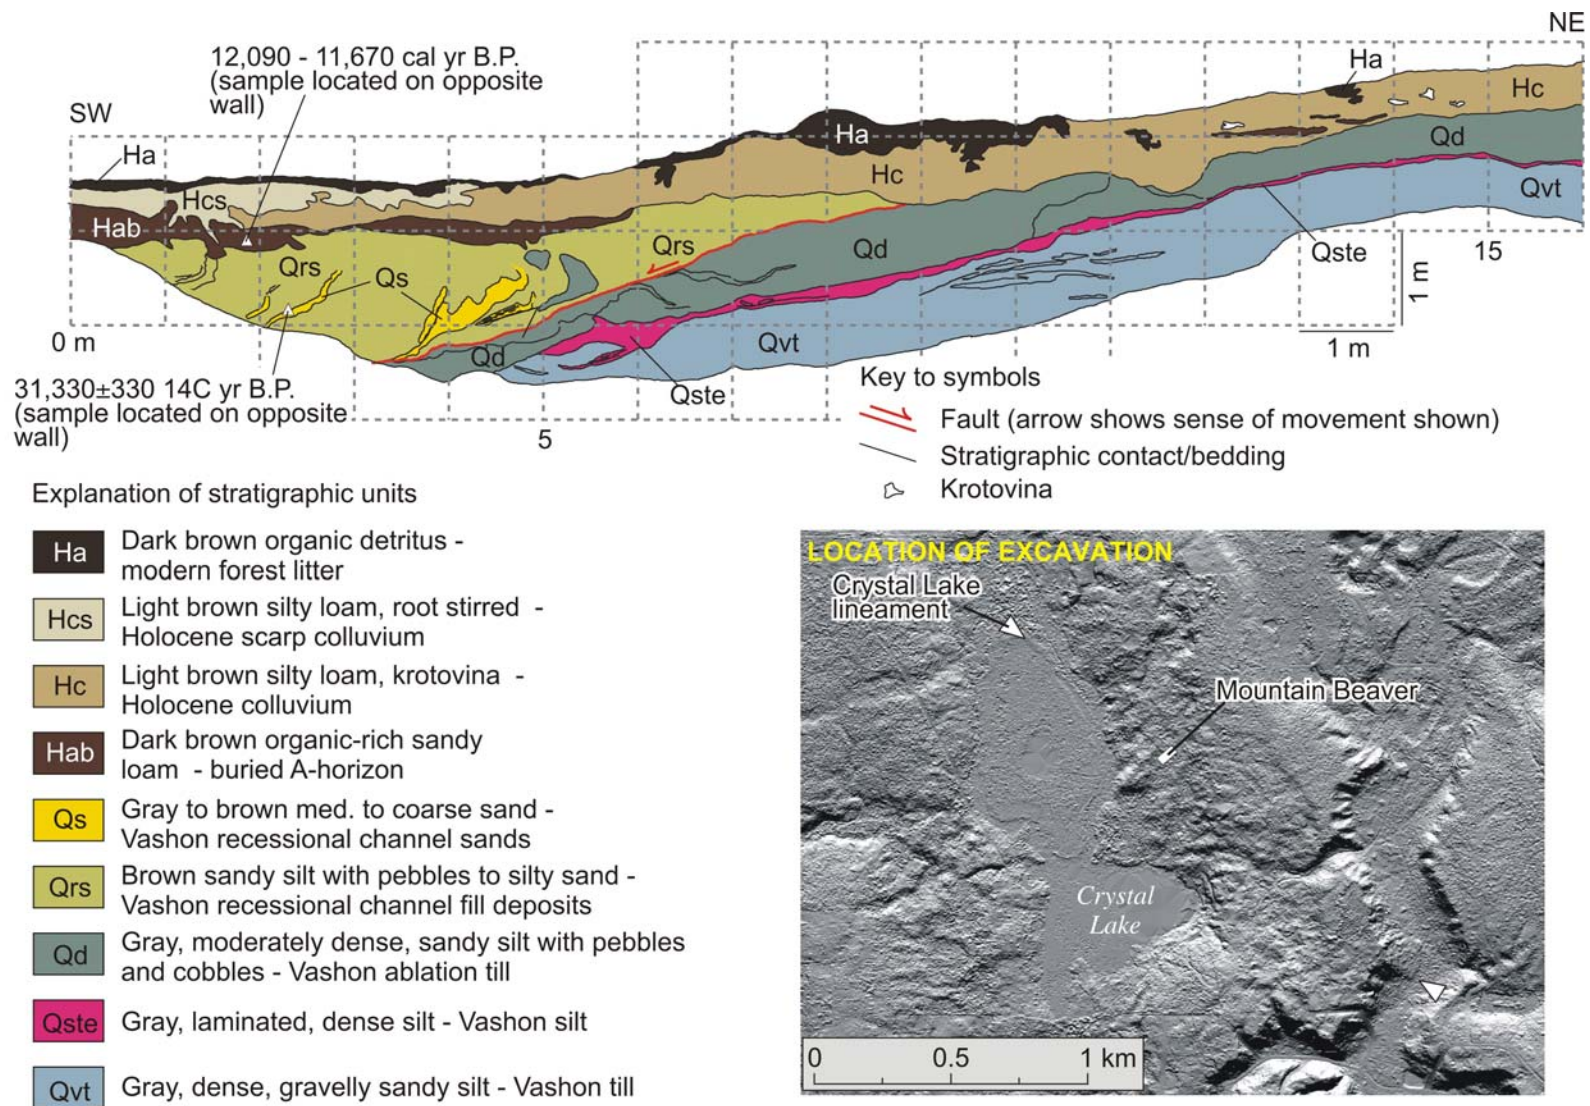 NE
12,090 - 11,670 cal yr B.P.
(sample located on opposite
wall)
SW
Ha
Ha
Hc
Ha
Qd
Hcs
Hc
Qvt
Hab
Qrs
Qd
Qrs
Qs
Qste
15
1 m
0 m
Qd
Qvt
1 m
31,330±330 14C yr B.P.
(sample located on opposite
wall)
Qste
5
Key to symbols
Fault (arrow shows sense of movement shown)
Stratigraphic contact/bedding
Krotovina
Explanation of stratigraphic units
Ha Dark brown organic detritus -
modern forest litter
Hcs Light brown silty loam, root stirred -
Holocene scarp colluvium
Hc Light brown silty loam, krotovina -
Holocene colluvium
Hab Dark brown organic-rich sandy
loam - buried A-horizon
Qs Gray to brown med. to coarse sand -
Vashon recessional channel sands
Qrs Brown sandy silt with pebbles to silty sand -
Vashon recessional channel fill deposits
Qd Gray, moderately dense, sandy silt with pebbles
and cobbles - Vashon ablation till
Qste Gray, laminated, dense silt - Vashon silt
Qvt Gray, dense, gravelly sandy silt - Vashon till
LOCATION OF EXCAVATION
Crystal Lake
lineament
Mountain Beaver
Crystal
Lake
0 0.5 1 km